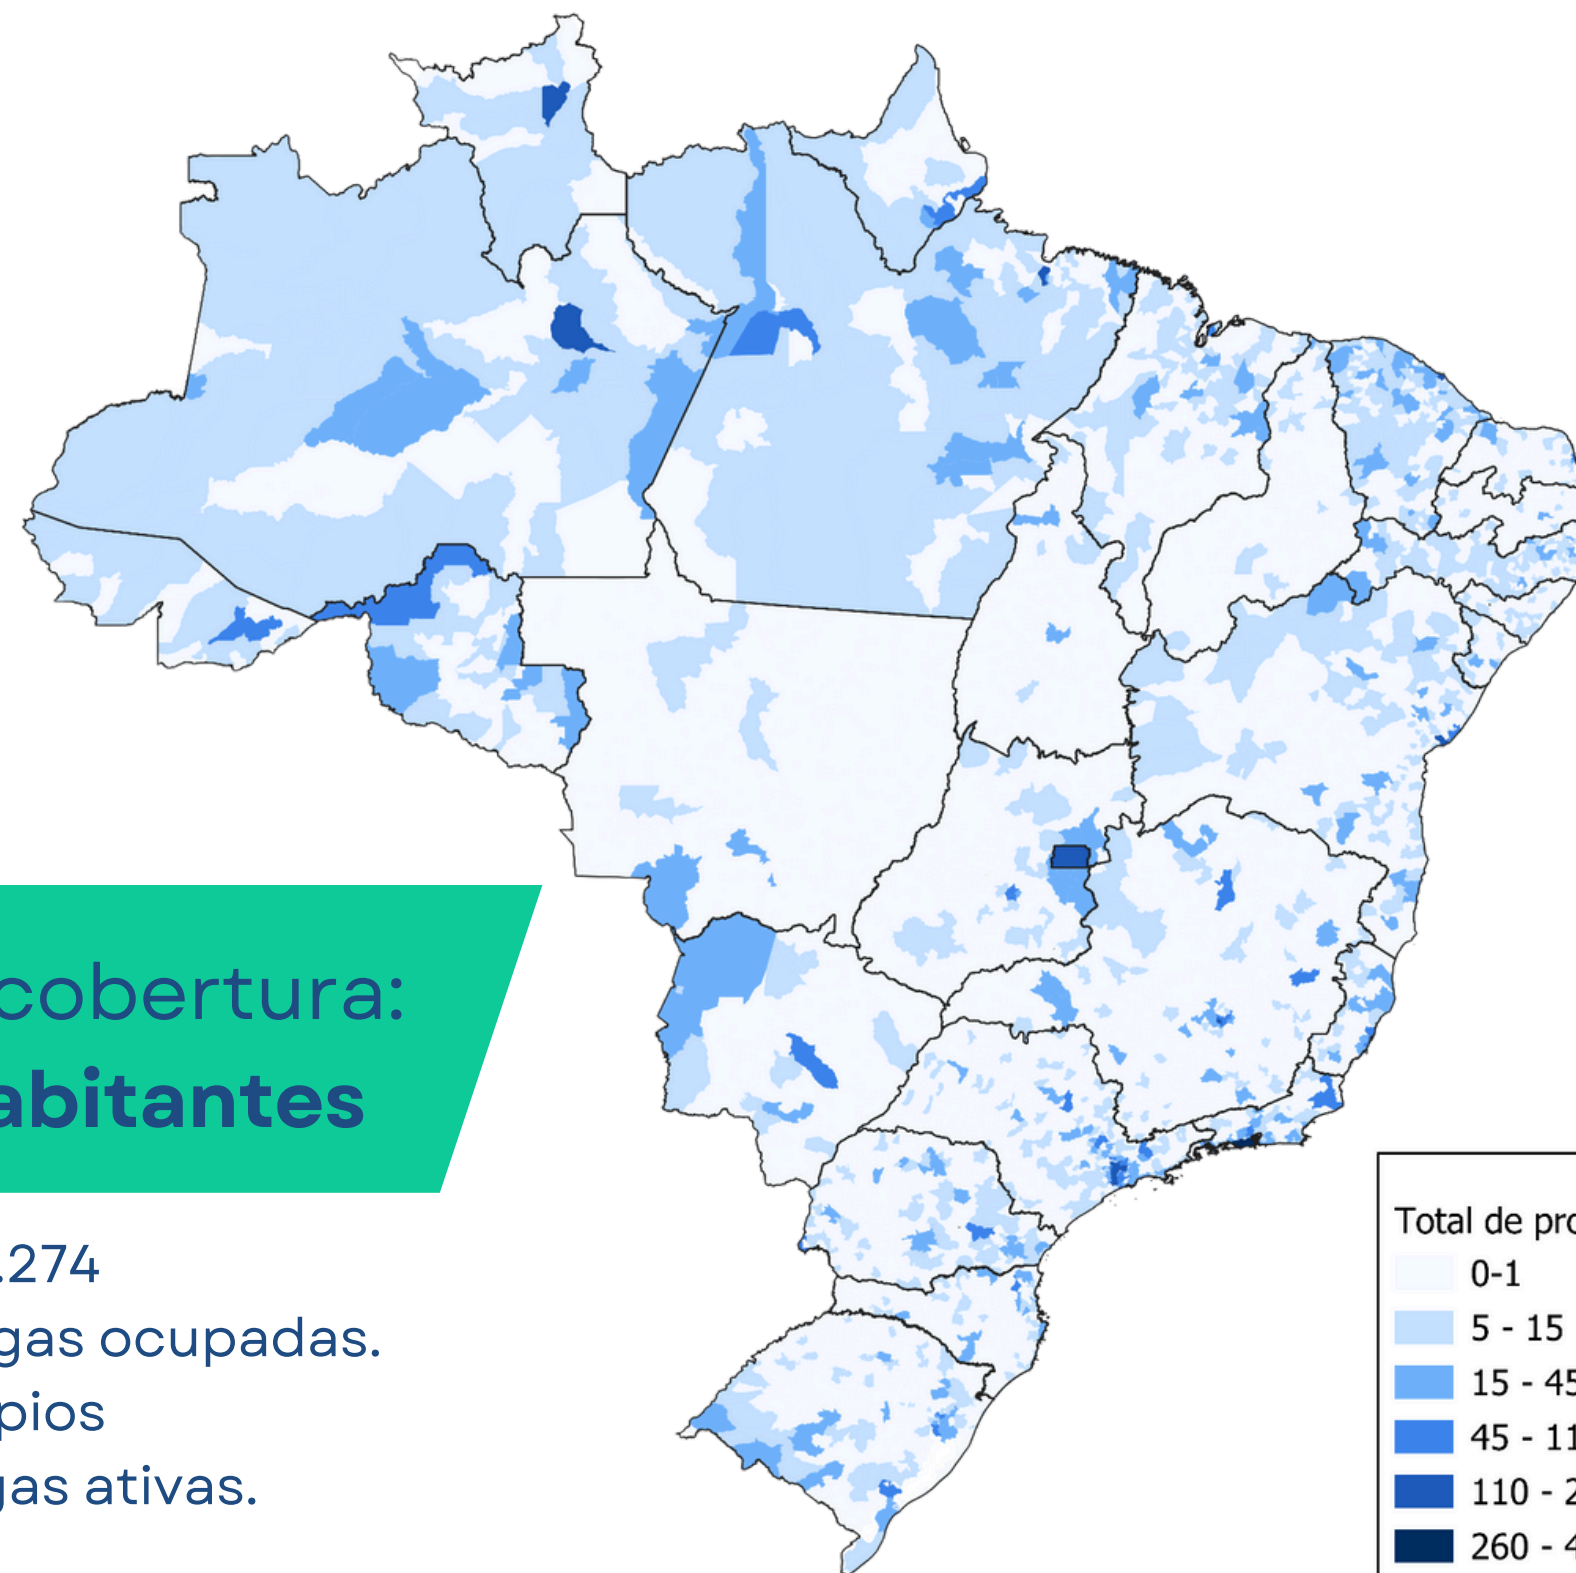 cobertura:
abitantes
.274
gas ocupadas.
pios
gas ativas.
Total de pro
0-1
5 - 15
15 - 45
45 - 11
110 - 2
260 - 4